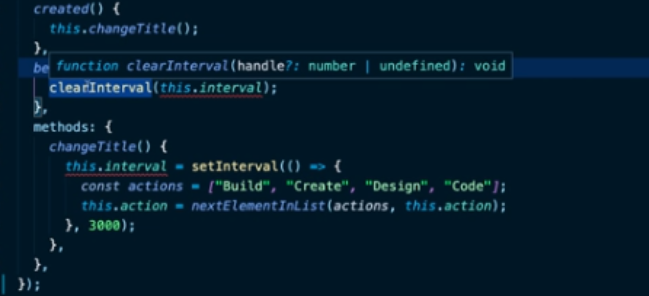 created() {
this.changeTitle();
},
be
function clearInterval(handle?: number | undefined): void
clearInterval(this.interval);
},
methods: {
changeTitle() {
this.interval = setInterval(() => {
const actions = ["Build", "Create", "Design", "Code"];
this.action = nextElementInList(actions, this.action);
}, 3000);
},
},
});